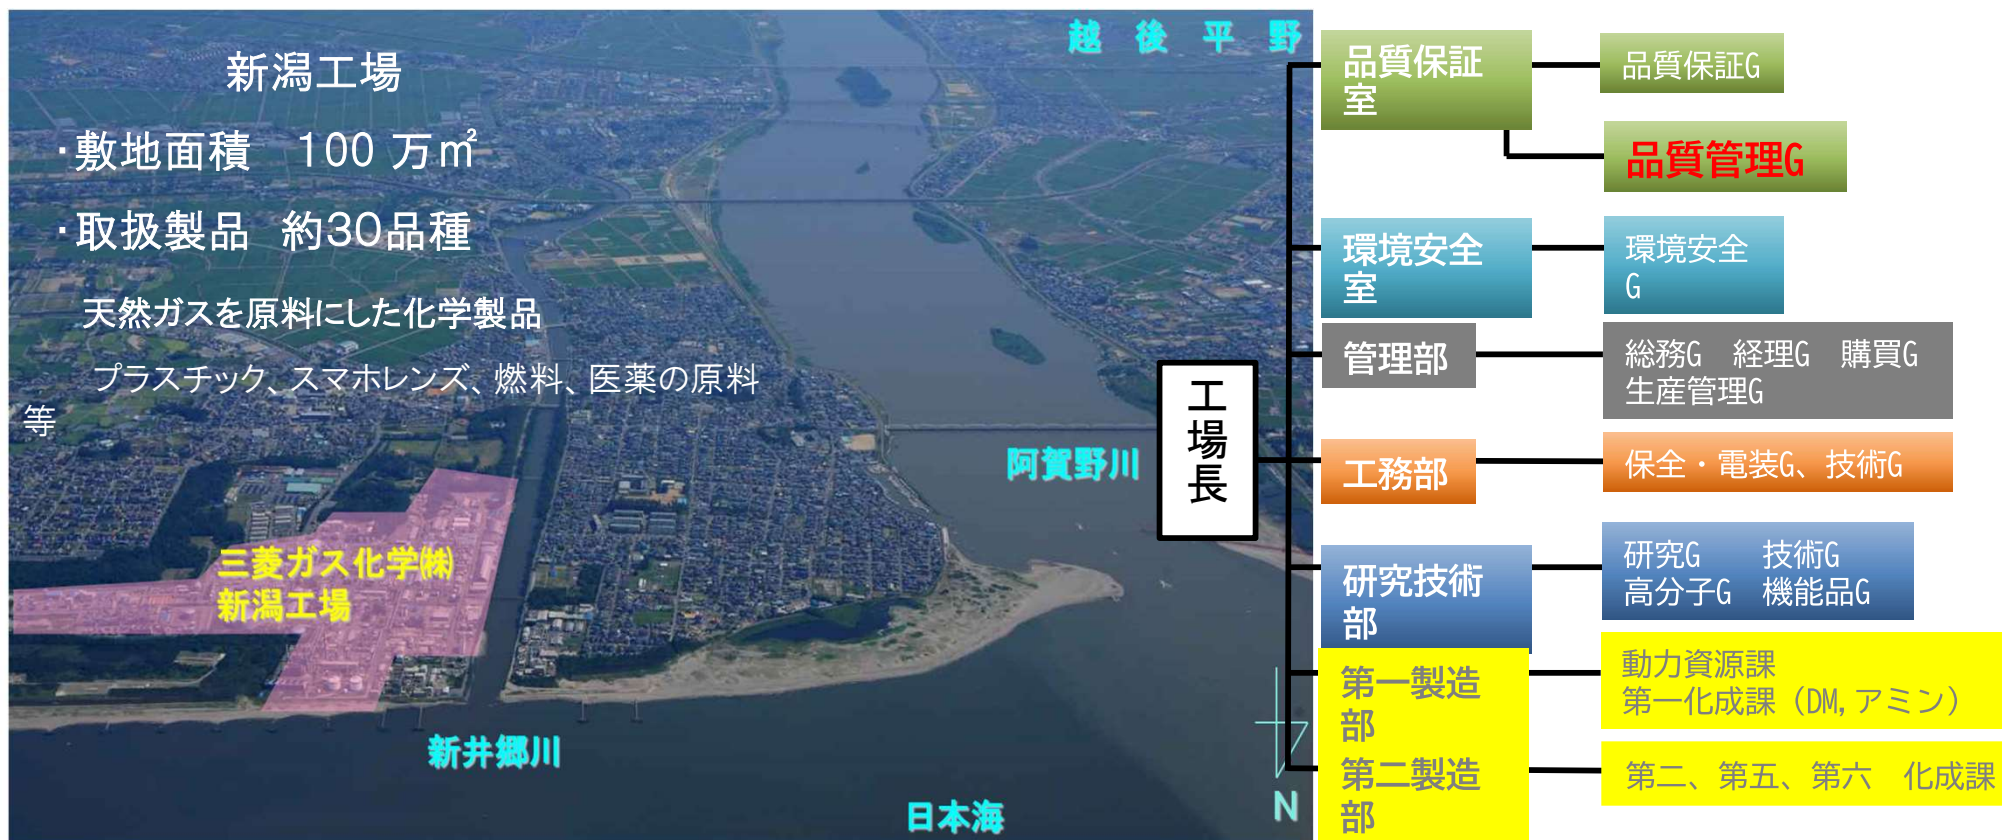 越後平野
新潟工場
・敷地面積　100 万㎡
・取扱製品　約30品種
天然ガスを原料にした化学製品
プラスチック、スマホレンズ、燃料、医薬の原料
等
阿賀野川
三菱ガス化学㈱
新潟工場
新井郷川
日本海
N
工場長
品質保証
室
品質保証G
品質管理G
環境安全
室
環境安全
G
管理部
総務G　経理G　購買G
生産管理G
工務部
保全・電装G、技術G
研究技術
部
研究G　　技術G
高分子G　機能品G
第一製造
部
動力資源課
第一化成課（DM,アミン）
第二製造
部
第二、第五、第六　化成課